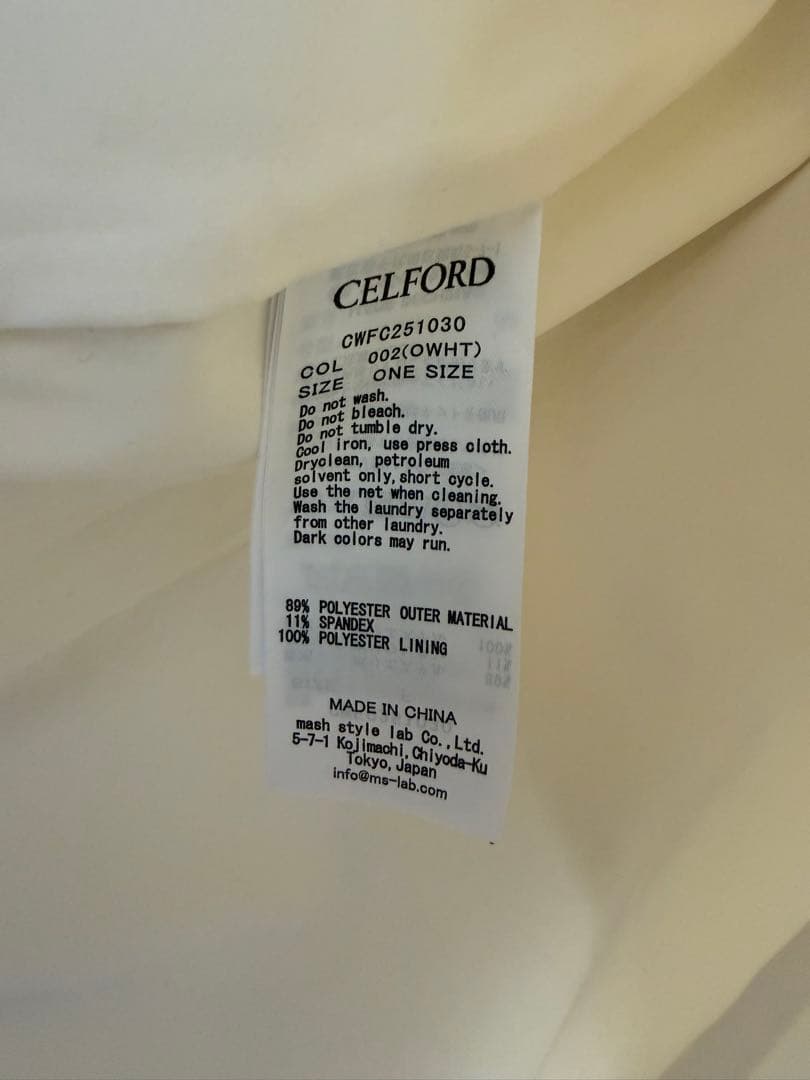 CELFORD
CWFC251030
COL 002(OWHT)
SIZE ONE SIZE
Do not wash.
Do not bleach.
Do not tumble dry.
Cool iron, use press cloth.
Dryclean, petroleum
solvent only, short cycle.
Use the net when cleaning.
Wash the laundry separately
from other laundry.
Dark colors may run.
89% POLYESTER OUTER MATERIAL
11% SPANDEX
100% POLYESTER LINING
MADE IN CHINA
mash style lab Co., Ltd.
5-7-1 Kojimachi, Chiyoda-Ku
Tokyo, Japan
info@ms-lab.com